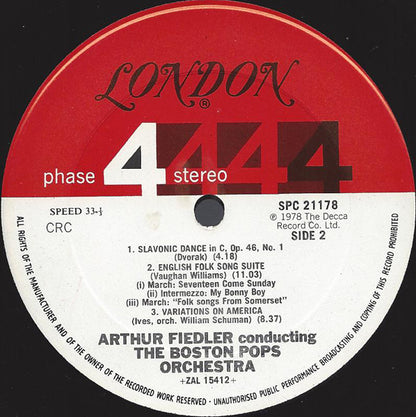 LONDON
®
phase 4 stereo
4 4 4
SPEED 33-⅓
CRC
SPC 21178
℗ 1978 The Decca
Record Co. Ltd.
SIDE 2
1. SLAVONIC DANCE in C, Op. 46, No. 1
(Dvorak) (4.18)
2. ENGLISH FOLK SONG SUITE
(Vaughan Williams) (11.03)
(i) March: Seventeen Come Sunday
(ii) Intermezzo: My Bonny Boy
(iii) March: "Folk songs From Somerset"
3. VARIATIONS ON AMERICA
(Ives, orch. William Schuman) (8.37)
ARTHUR FIEDLER conducting
THE BOSTON POPS
ORCHESTRA
+ZAL 15412+
ALL RIGHTS OF THE MANUFACTURER AND OF THE OWNER OF THE RECORDED WORK RESERVED - UNAUTHORISED PUBLIC PERFORMANCE BROADCASTING AND COPYING OF THIS RECORD PROHIBITED